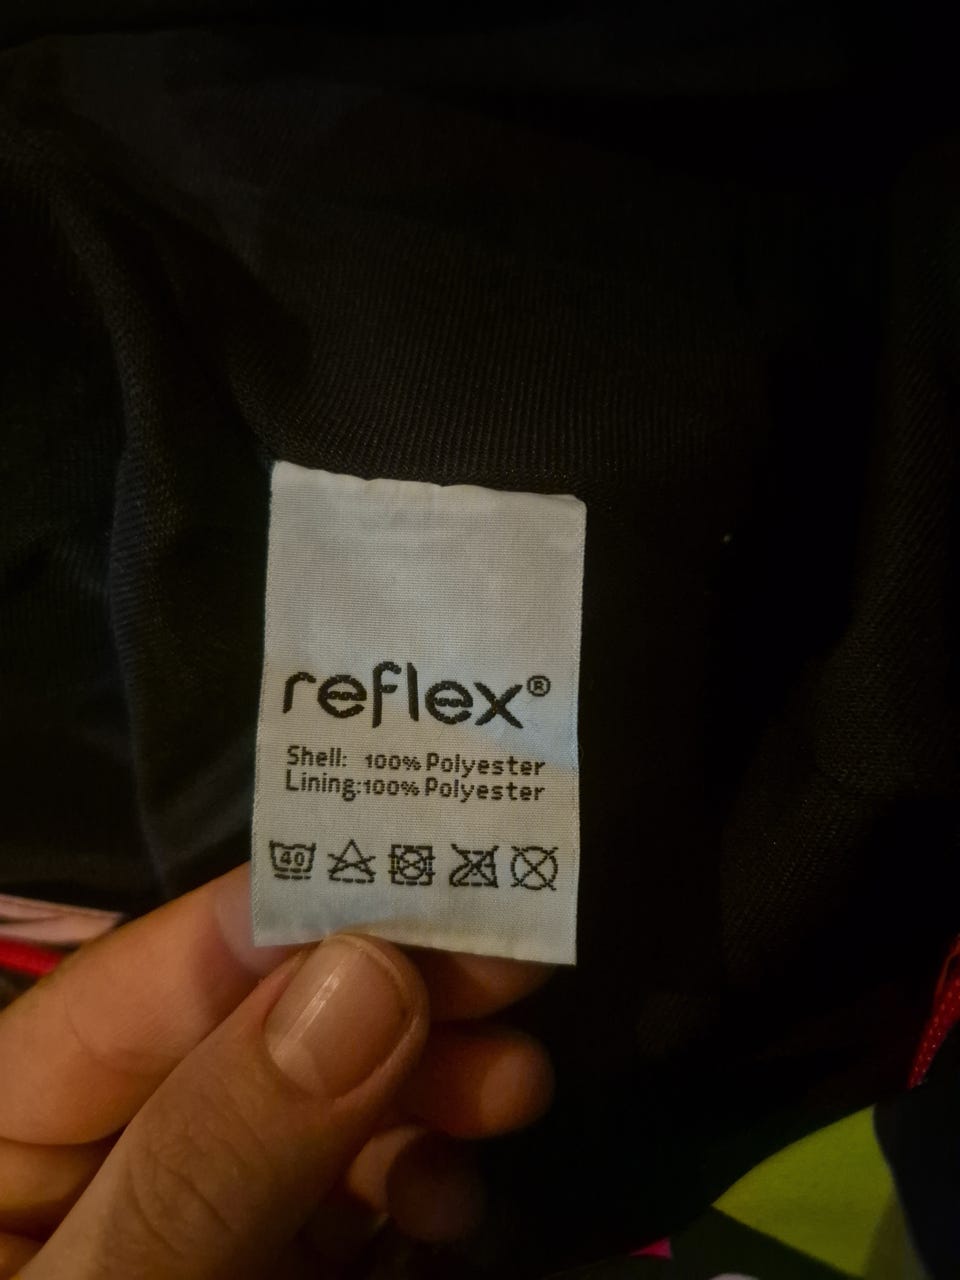 reflex®
Shell: 100% Polyester
Lining:100% Polyester
40